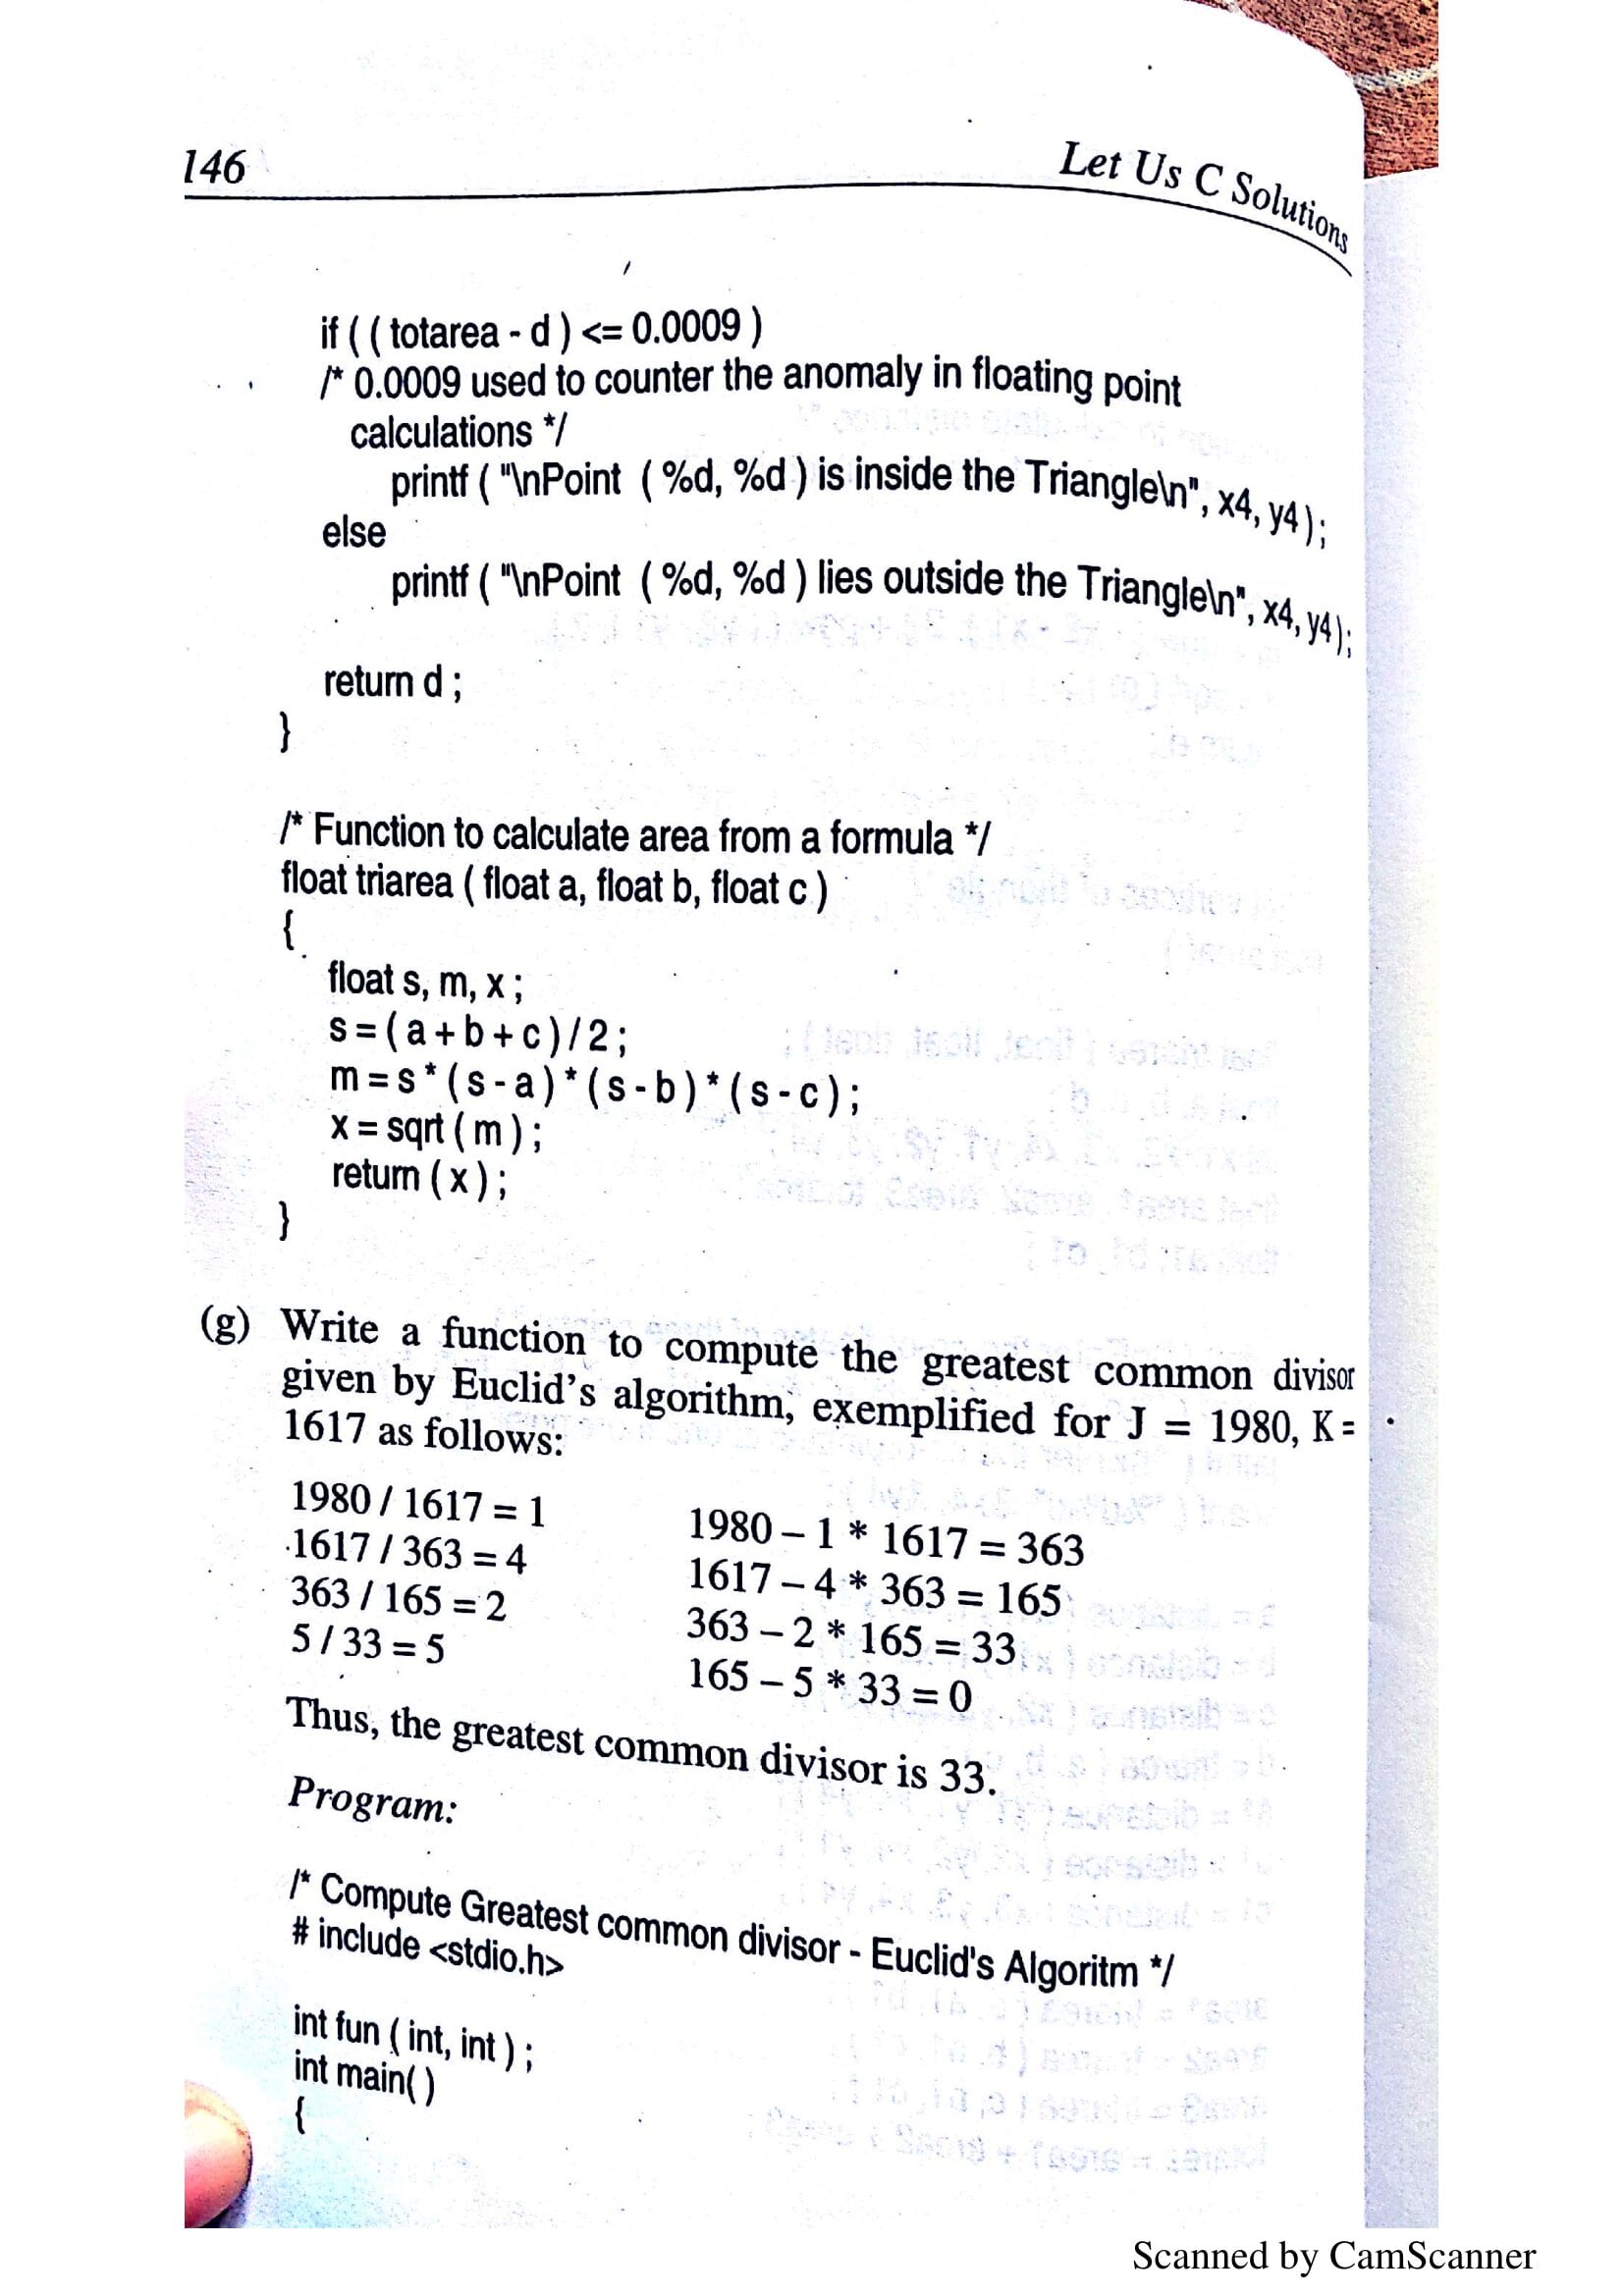 146
Let Us C Solutions
if ( ( totarea - d ) <= 0.0009 )
/* 0.0009 used to counter the anomaly in floating point
calculations */
printf ( "\nPoint ( %d, %d ) is inside the Triangle\n", x4, y4 ) ;
else
printf ( "\nPoint ( %d, %d ) lies outside the Triangle\n", x4, y4 ) ;
return d ;
}
/* Function to calculate area from a formula */
float triarea ( float a, float b, float c )
{
float s, m, x ;
s = ( a + b + c ) / 2 ;
m = s * ( s - a ) * ( s - b ) * ( s - c ) ;
x = sqrt ( m ) ;
return ( x ) ;
}
(g) Write a function to compute the greatest common divisor
given by Euclid's algorithm, exemplified for J = 1980, K =
1617 as follows:
1980 / 1617 = 1 1980 – 1 * 1617 = 363
1617 / 363 = 4 1617 – 4 * 363 = 165
363 / 165 = 2 363 – 2 * 165 = 33
5 / 33 = 5 165 – 5 * 33 = 0
Thus, the greatest common divisor is 33.
Program:
/* Compute Greatest common divisor - Euclid's Algoritm */
# include <stdio.h>
int fun ( int, int ) ;
int main( )
{
Scanned by CamScanner